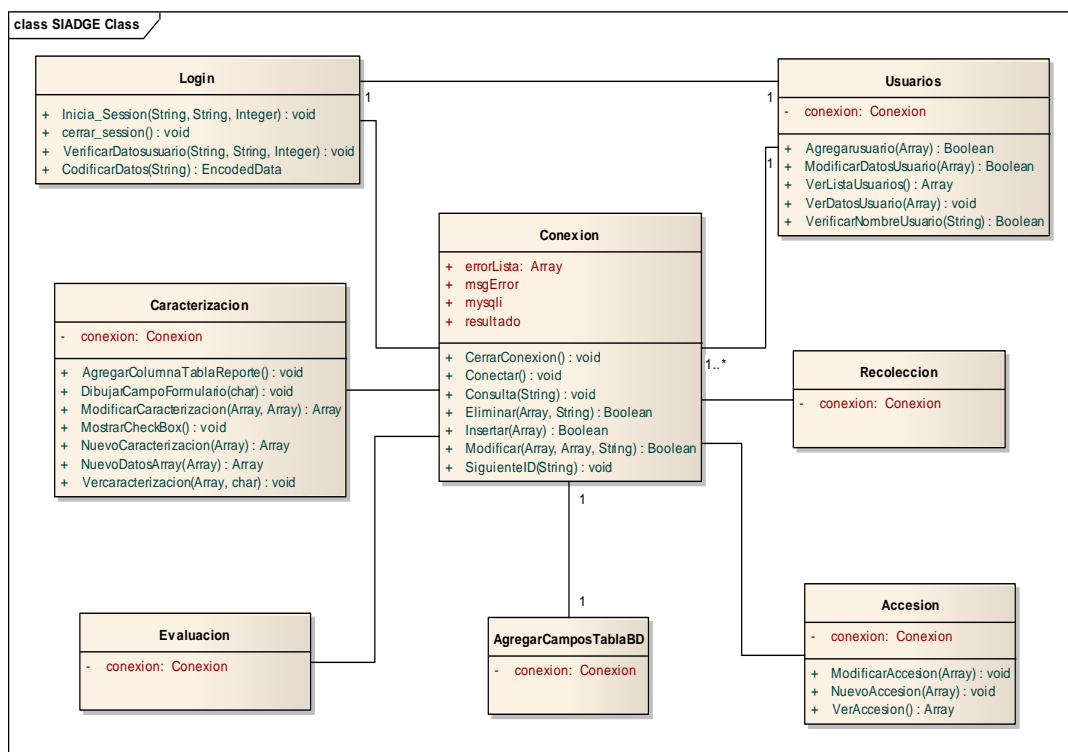 class SIADGE Class
Login
+ Inicia_Session(String, String, Integer) : void
+ cerrar_session() : void
+ VerificarDatosusuario(String, String, Integer) : void
+ CodificarDatos(String) : EncodedData
1
1
Usuarios
- conexion: Conexion
+ Agregarusuario(Array) : Boolean
+ ModificarDatosUsuario(Array) : Boolean
+ VerListaUsuarios() : Array
+ VerDatosUsuario(Array) : void
+ VerificarNombreUsuario(String) : Boolean
1
Conexion
+ errorLista: Array
+ msgError
+ mysqli
+ resultado
+ CerrarConexion() : void
+ Conectar() : void
+ Consulta(String) : void
+ Eliminar(Array, String) : Boolean
+ Insertar(Array) : Boolean
+ Modificar(Array, Array, String) : Boolean
+ SiguienteID(String) : void
1..*
Caracterizacion
- conexion: Conexion
+ AgregarColumnaTablaReporte() : void
+ DibujarCampoFormulario(char) : void
+ ModificarCaracterizacion(Array, Array) : Array
+ MostrarCheckBox() : void
+ NuevoCaracterizacion(Array) : Array
+ NuevoDatosArray(Array) : Array
+ Vercaracterizacion(Array, char) : void
Recoleccion
- conexion: Conexion
1
1
Evaluacion
- conexion: Conexion
AgregarCamposTablaBD
- conexion: Conexion
Accesion
- conexion: Conexion
+ ModificarAccesion(Array) : void
+ NuevoAccesion(Array) : void
+ VerAccesion() : Array